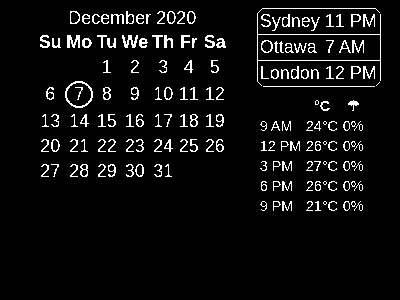 December 2020
Su Mo Tu We Th Fr Sa
1 2 3 4 5
6 7 8 9 10 11 12
13 14 15 16 17 18 19
20 21 22 23 24 25 26
27 28 29 30 31
Sydney 11 PM
Ottawa 7 AM
London 12 PM
°C ☂
9 AM 24°C 0%
12 PM 26°C 0%
3 PM 27°C 0%
6 PM 26°C 0%
9 PM 21°C 0%